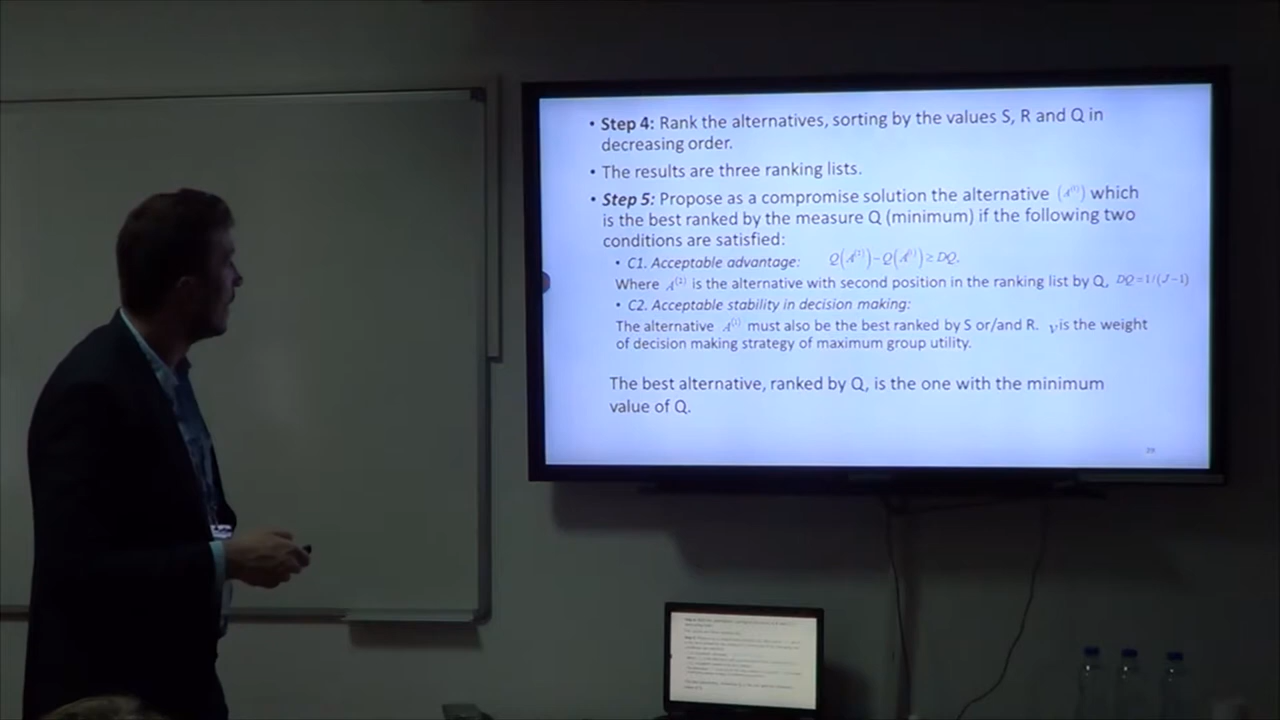 • Step 4: Rank the alternatives, sorting by the values S, R and Q in
decreasing order.
• The results are three ranking lists.
• Step 5: Propose as a compromise solution the alternative (A⁽¹⁾) which
is the best ranked by the measure Q (minimum) if the following two
conditions are satisfied:
• C1. Acceptable advantage: Q(A⁽²⁾)−Q(A⁽¹⁾)≥DQ,
Where A⁽²⁾ is the alternative with second position in the ranking list by Q, DQ=1/(J−1)
• C2. Acceptable stability in decision making:
The alternative A⁽¹⁾ must also be the best ranked by S or/and R. v is the weight
of decision making strategy of maximum group utility.
The best alternative, ranked by Q, is the one with the minimum
value of Q.